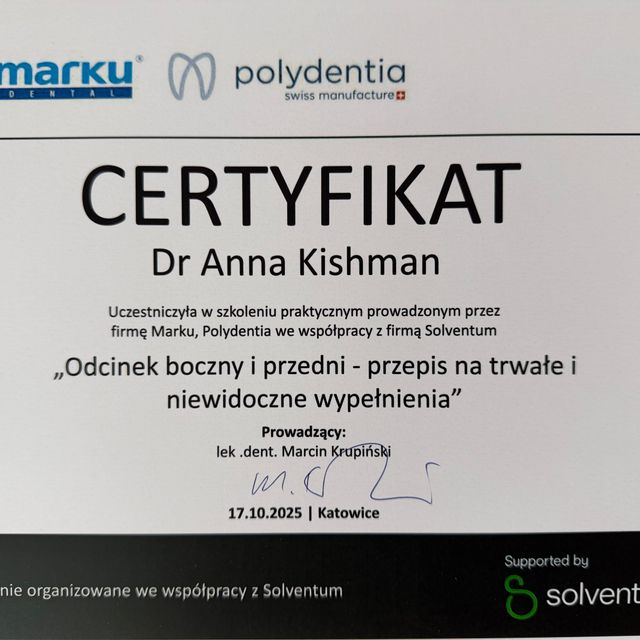 marku®
DENTAL
polydentia
swiss manufacture
CERTYFIKAT
Dr Anna Kishman
Uczestniczyła w szkoleniu praktycznym prowadzonym przez
firmę Marku, Polydentia we współpracy z firmą Solventum
„Odcinek boczny i przedni - przepis na trwałe i
niewidoczne wypełnienia”
Prowadzący:
lek .dent. Marcin Krupiński
17.10.2025 | Katowice
nie organizowane we współpracy z Solventum
Supported by
solvent